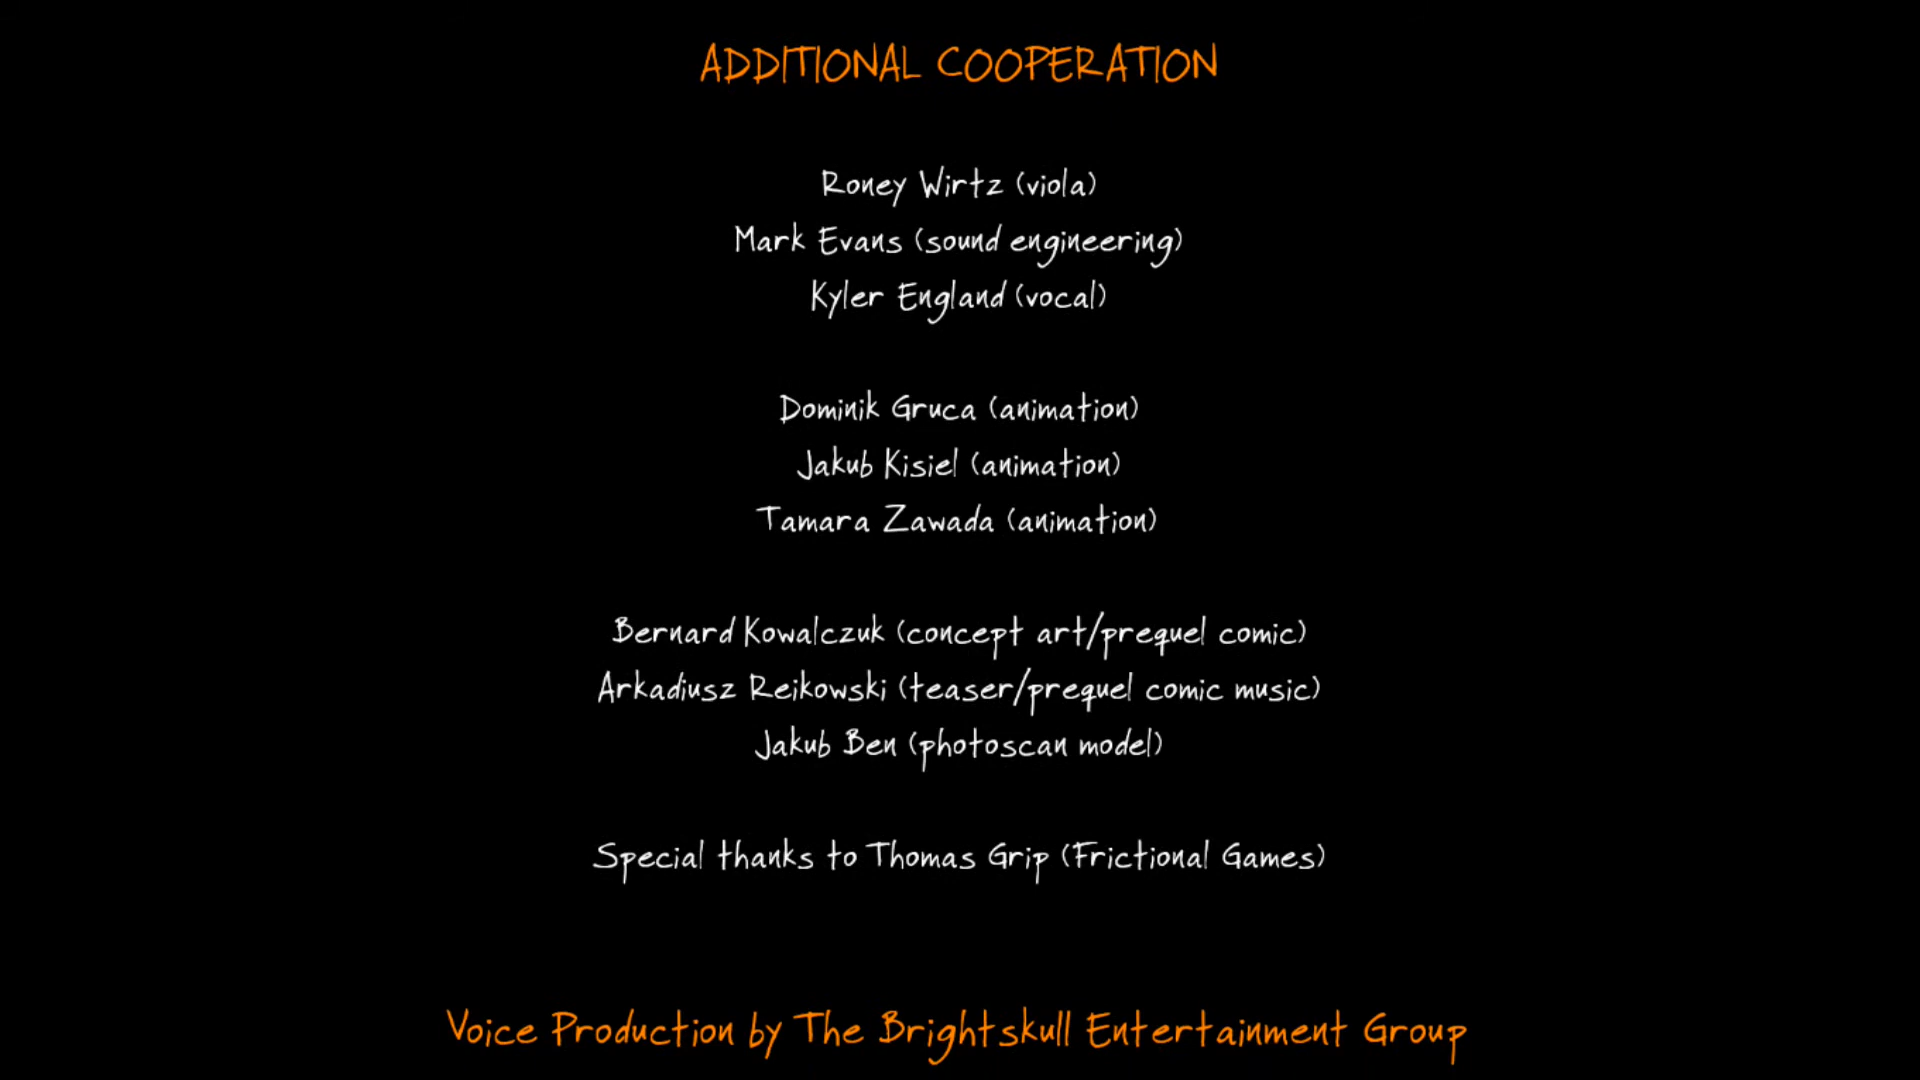 ADDITIONAL COOPERATION
Roney Wirtz (viola)
Mark Evans (sound engineering)
Kyler England (vocal)
Dominik Gruca (animation)
Jakub Kisiel (animation)
Tamara Zawada (animation)
Bernard Kowalczuk (concept art/prequel comic)
Arkadiusz Reikowski (teaser/prequel comic music)
Jakub Ben (photoscan model)
Special thanks to Thomas Grip (Frictional Games)
Voice Production by The Brightskull Entertainment Group